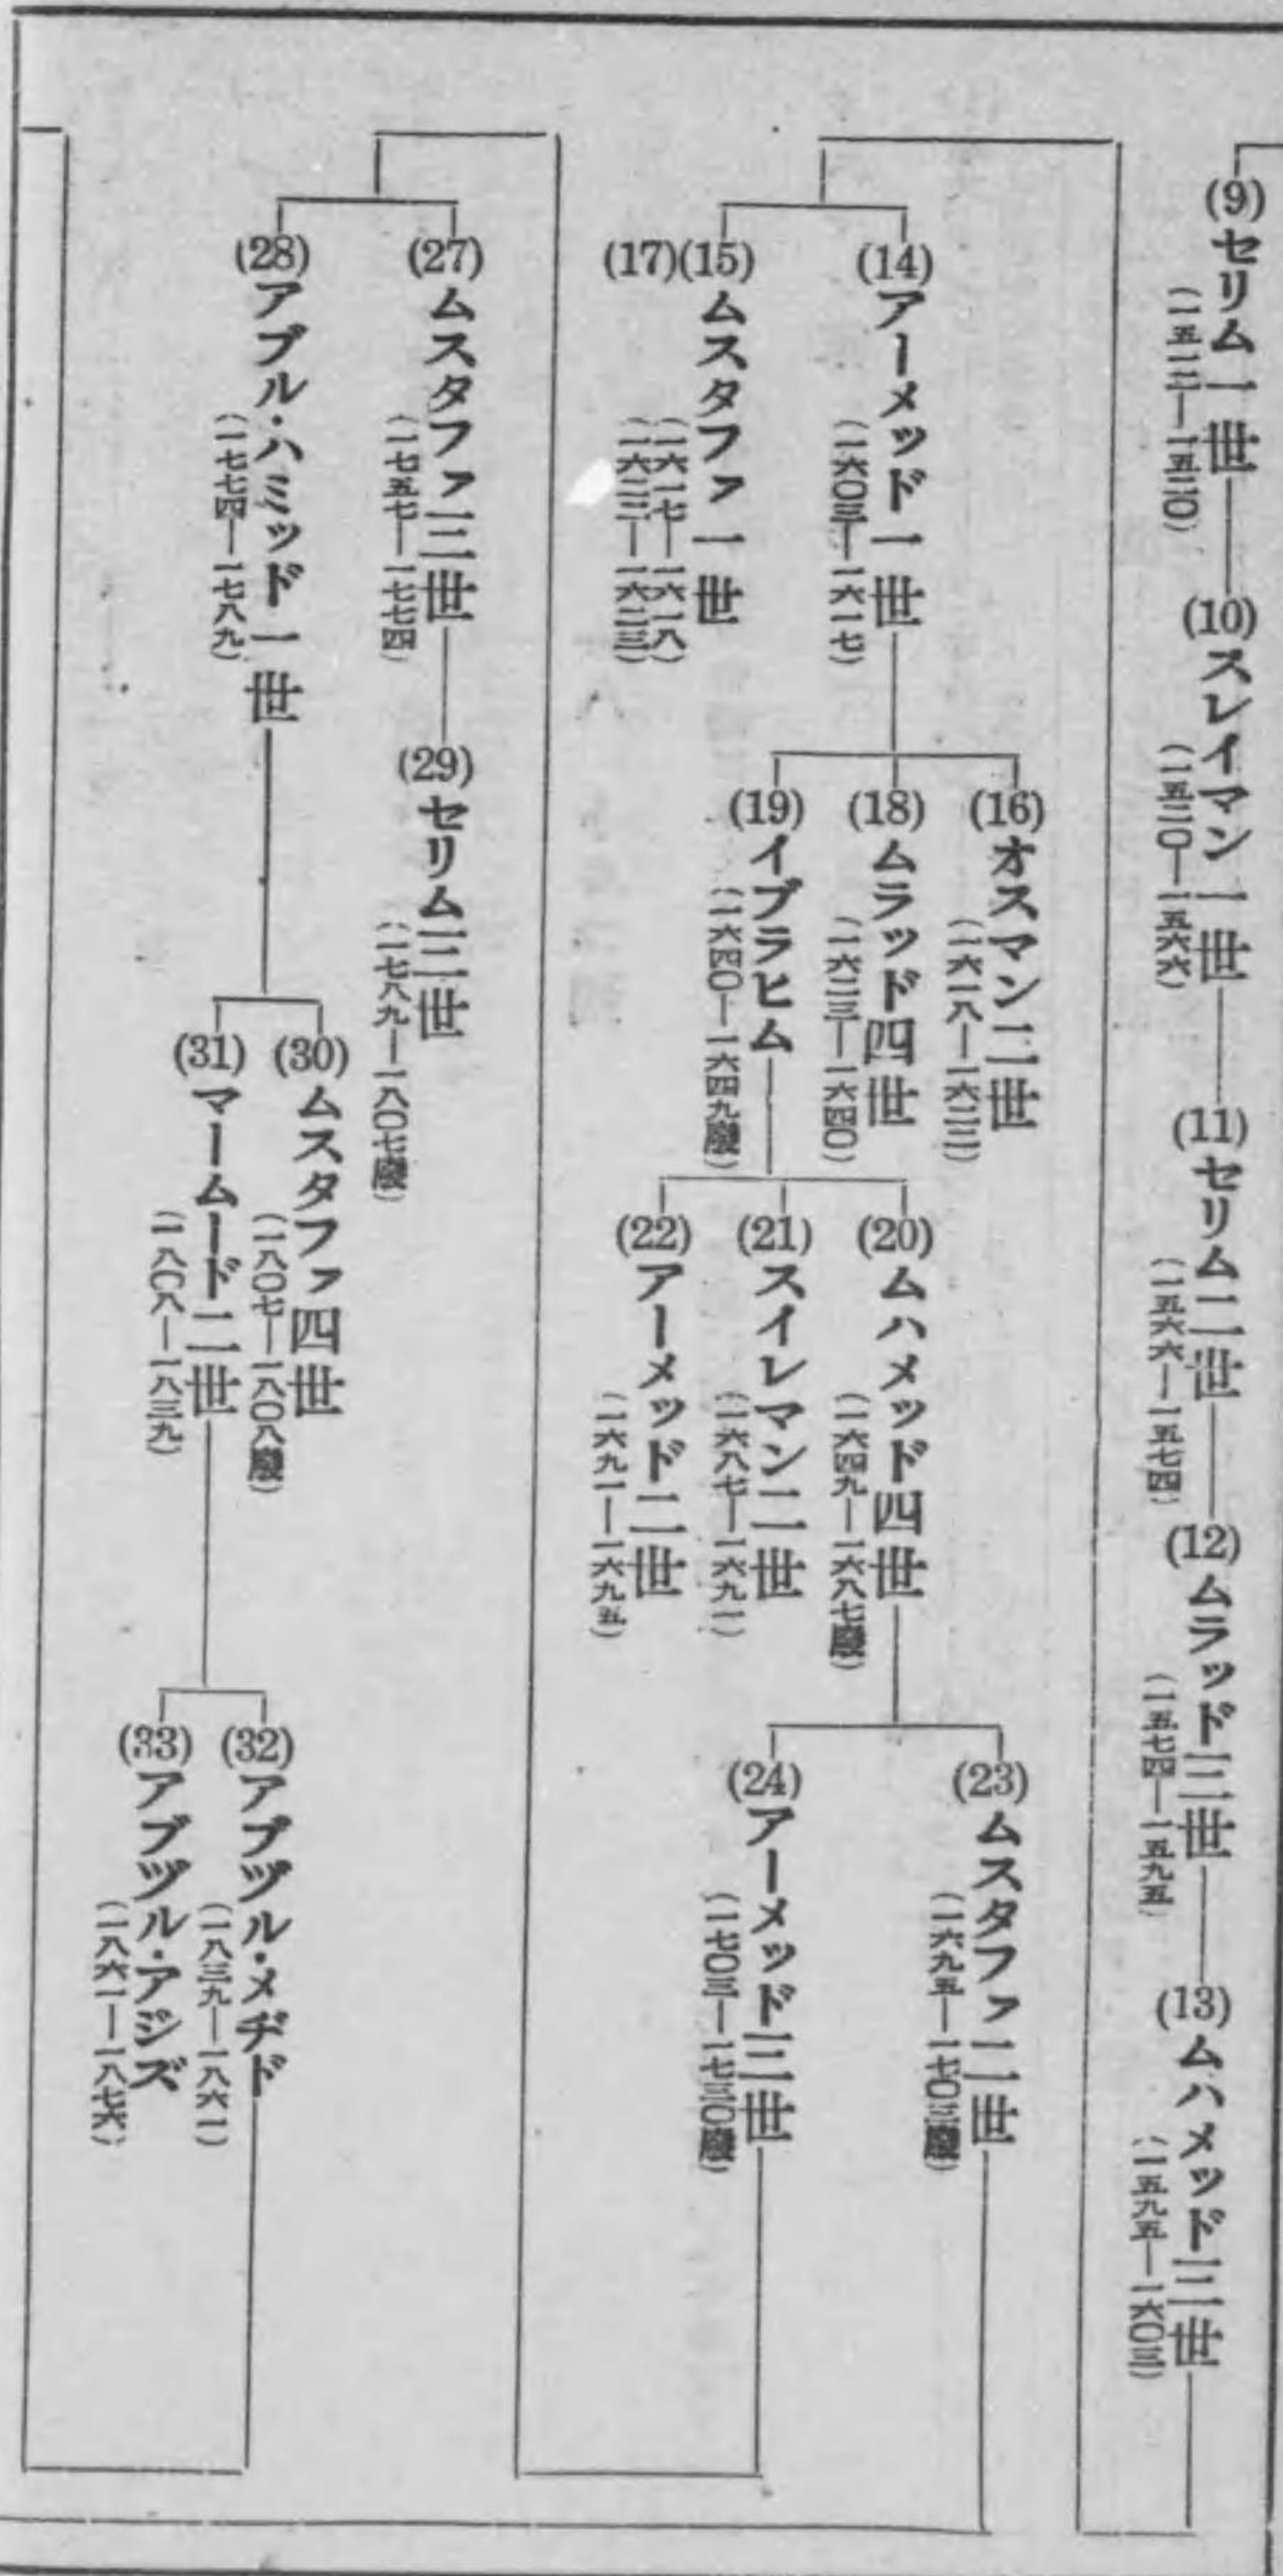 (9)セリム一世
(一五一二―一五二〇)
(10)スレイマン一世
(一五二〇―一五六六)
(11)セリム二世
(一五六六―一五七四)
(12)ムラッド三世
(一五七四―一五九五)
(13)ムハメッド三世
(一五九五―一六〇三)
(14)アーメッド一世
(一六〇三―一六一七)
(15)(17)ムスタファ一世
(一六一七―一六一八)
(一六二二―一六二三)
(16)オスマン二世
(一六一八―一六二二)
(18)ムラッド四世
(一六二三―一六四〇)
(19)イブラヒム
(一六四〇―一六四九廢)
(20)ムハメッド四世
(一六四九―一六八七廢)
(21)スイレマン二世
(一六八七―一六九一)
(22)アーメッド二世
(一六九一―一六九五)
(23)ムスタファ二世
(一六九五―一七〇三廢)
(24)アーメッド三世
(一七〇三―一七三〇廢)
(27)ムスタファ三世
(一七五七―一七七四)
(28)アブル・ハミッド一世
(一七七四―一七八九)
(29)セリム三世
(一七八九―一八〇七廢)
(30)ムスタファ四世
(一八〇七―一八〇八廢)
(31)マームード二世
(一八〇八―一八三九)
(32)アブヅル・メヂド
(一八三九―一八六一)
(33)アブヅル・アジズ
(一八六一―一八七六)